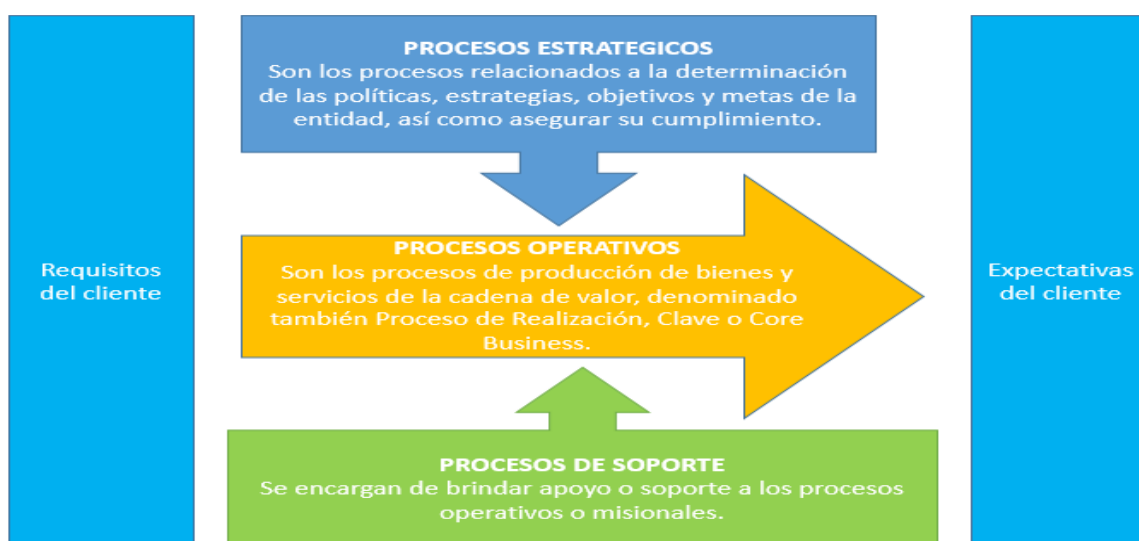 PROCESOS ESTRATEGICOS
Son los procesos relacionados a la determinación
de las políticas, estrategias, objetivos y metas de la
entidad, así como asegurar su cumplimiento.
Requisitos
del cliente
PROCESOS OPERATIVOS
Son los procesos de producción de bienes y
servicios de la cadena de valor, denominado
también Proceso de Realización, Clave o Core
Business.
Expectativas
del cliente
PROCESOS DE SOPORTE
Se encargan de brindar apoyo o soporte a los procesos
operativos o misionales.